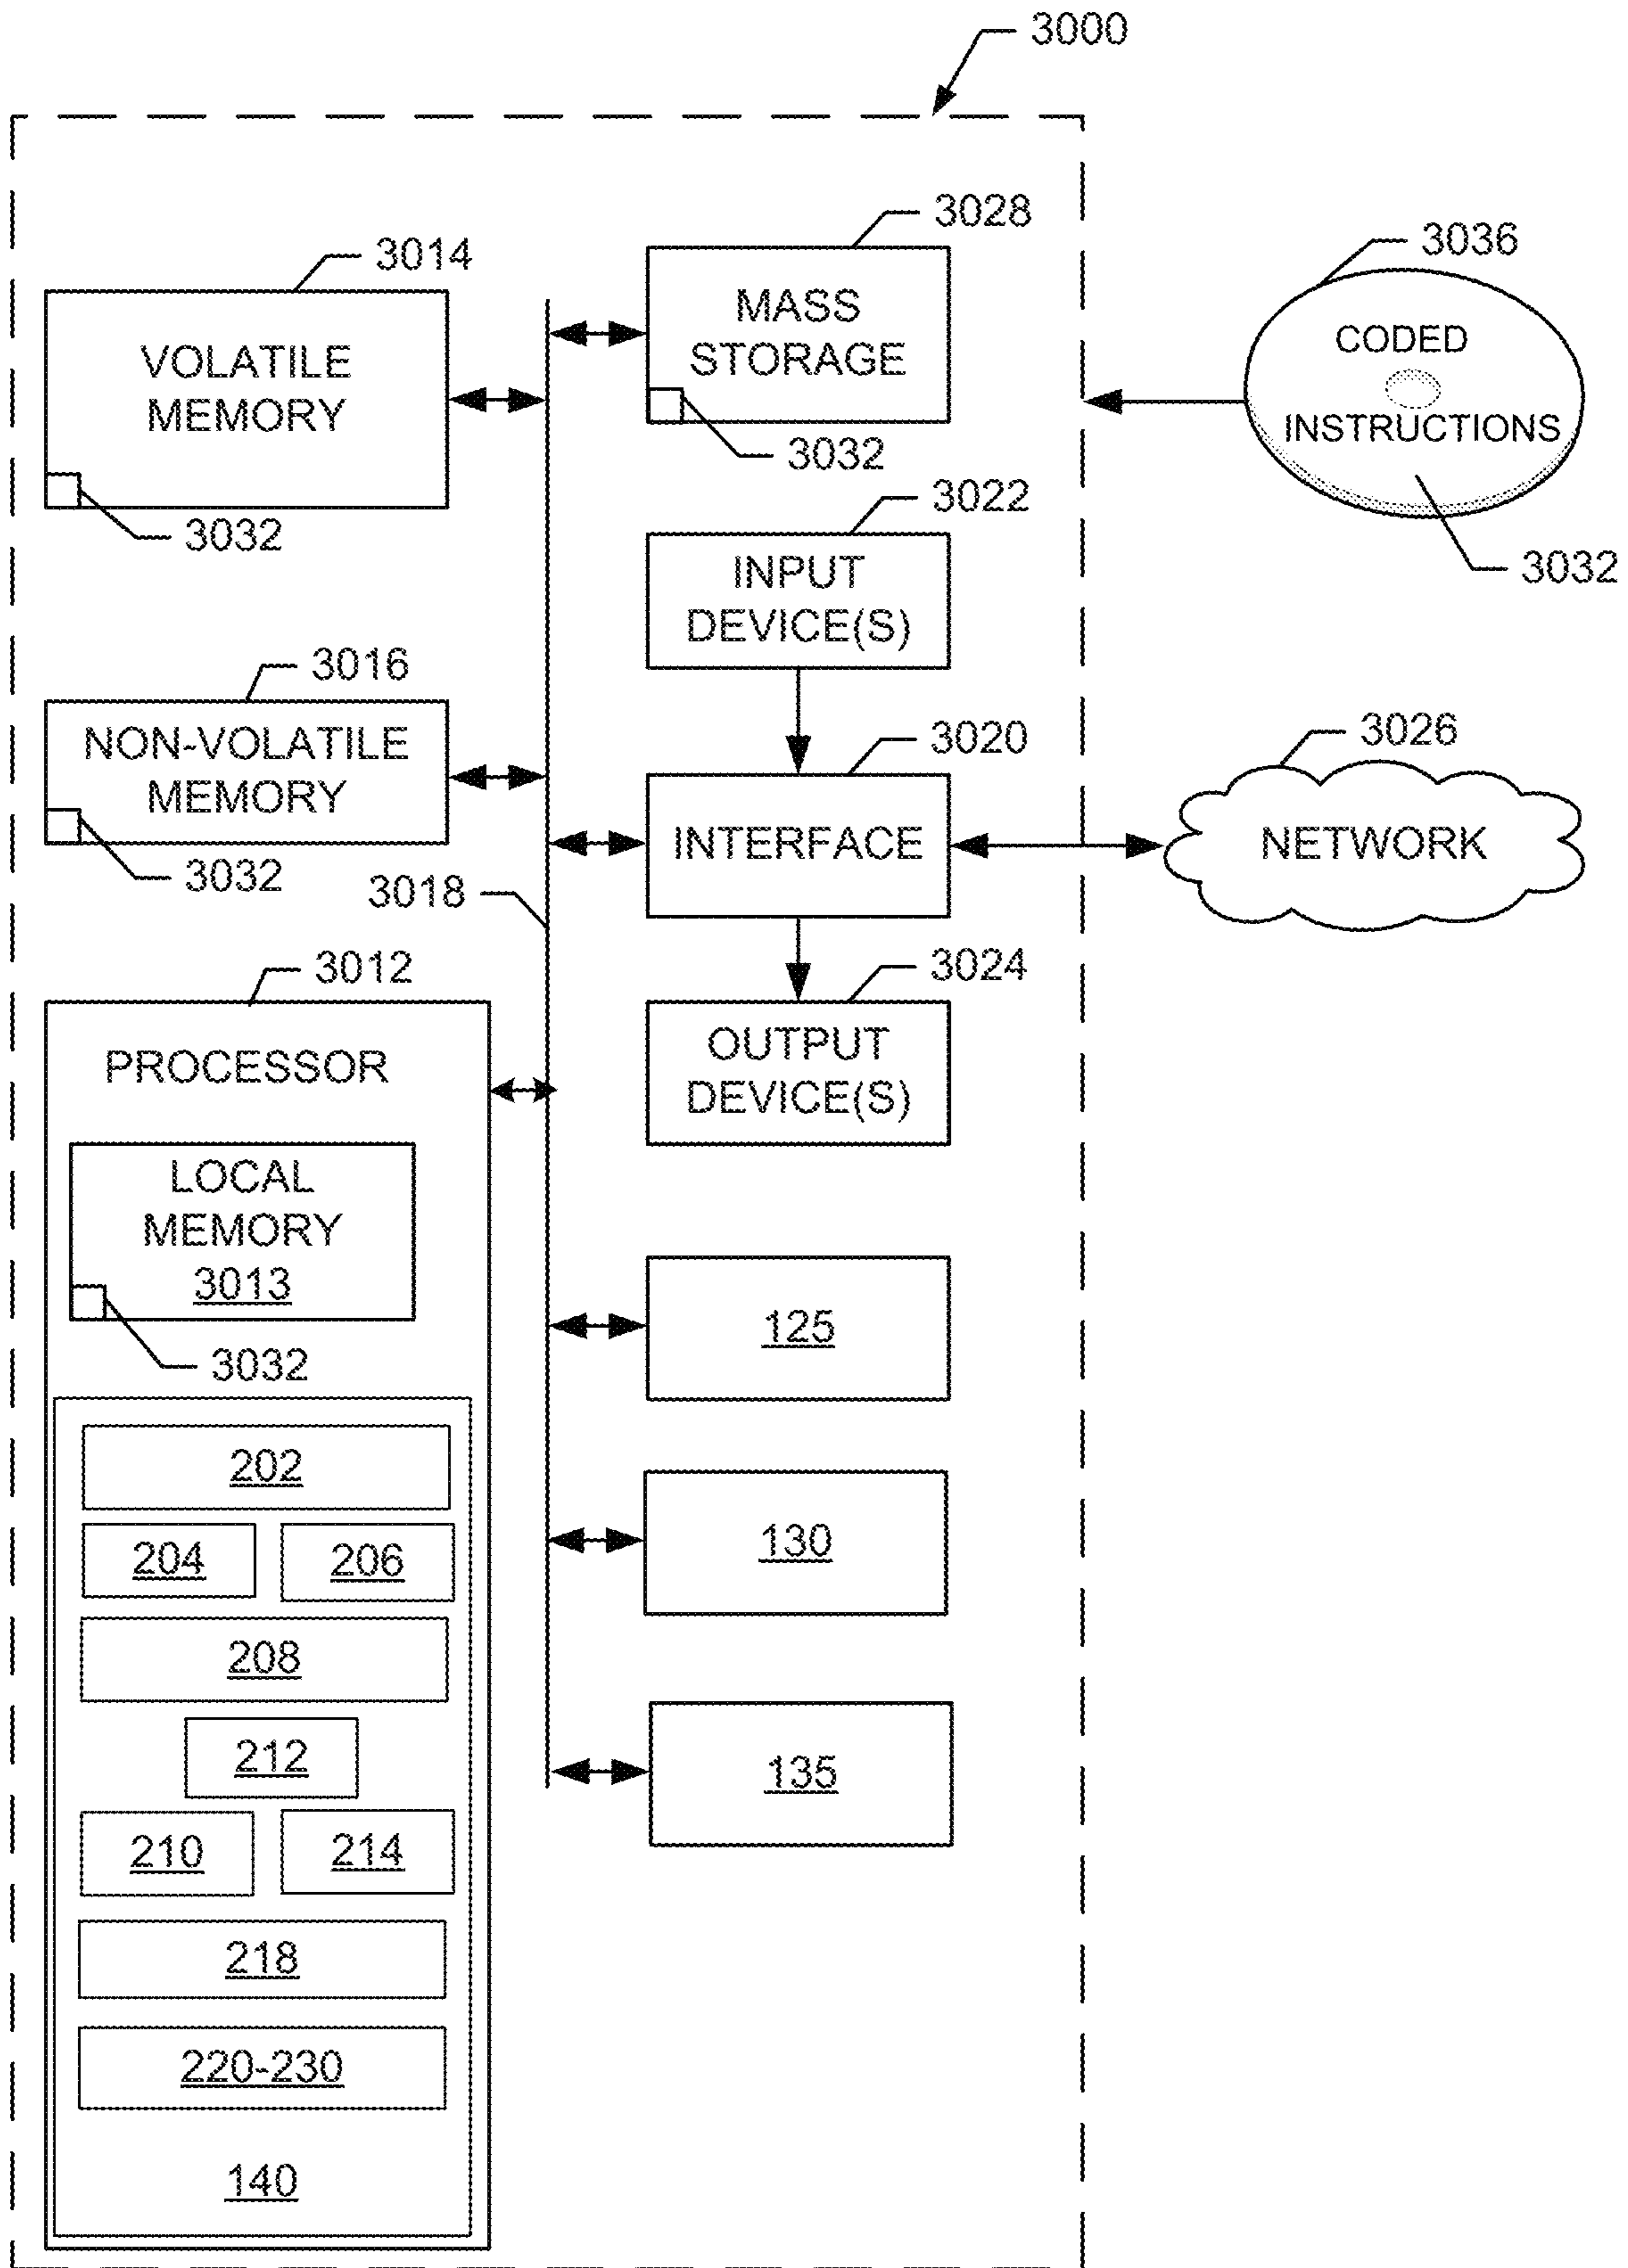 3000
3028
3014
3036
MASS
STORAGE
VOLATILE
MEMORY
CODED
INSTRUCTIONS
3032
3032
3032
3022
INPUT
DEVICE(S)
3016
NON-VOLATILE
MEMORY
3032
3020
INTERFACE
3026
NETWORK
3018
3012
3024
OUTPUT
DEVICE(S)
PROCESSOR
LOCAL
MEMORY
3013
3032
125
202
204
206
130
208
212
135
210
214
218
220-230
140